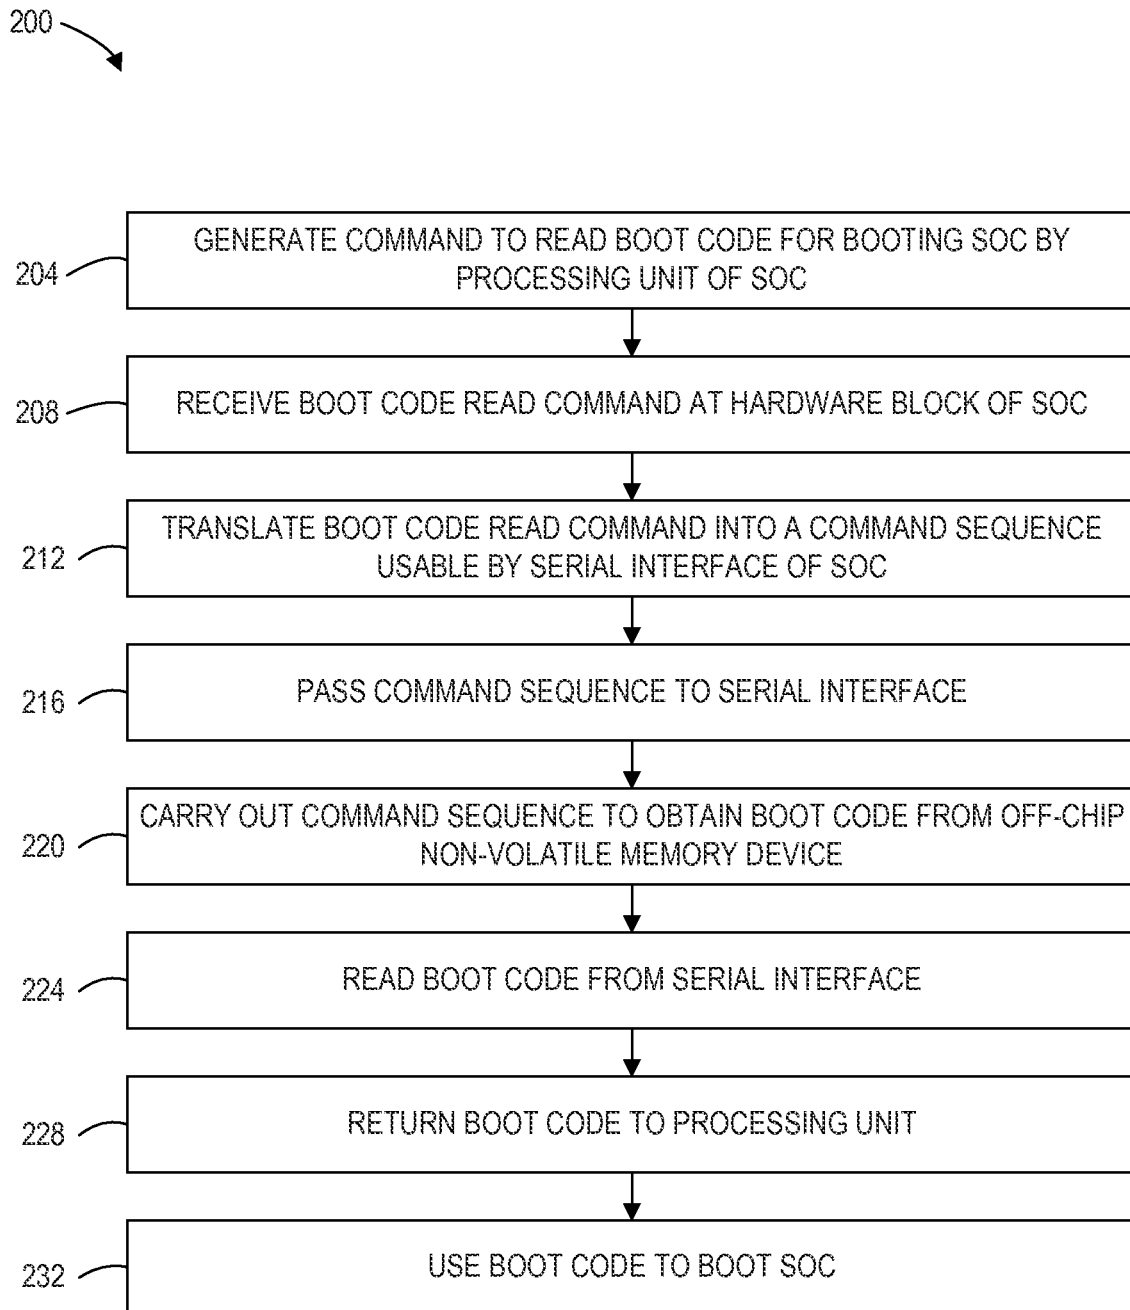 200
GENERATE COMMAND TO READ BOOT CODE FOR BOOTING SOC BY
PROCESSING UNIT OF SOC
204
RECEIVE BOOT CODE READ COMMAND AT HARDWARE BLOCK OF SOC
208
TRANSLATE BOOT CODE READ COMMAND INTO A COMMAND SEQUENCE
USABLE BY SERIAL INTERFACE OF SOC
212
PASS COMMAND SEQUENCE TO SERIAL INTERFACE
216
CARRY OUT COMMAND SEQUENCE TO OBTAIN BOOT CODE FROM OFF-CHIP
NON-VOLATILE MEMORY DEVICE
220
READ BOOT CODE FROM SERIAL INTERFACE
224
RETURN BOOT CODE TO PROCESSING UNIT
228
USE BOOT CODE TO BOOT SOC
232